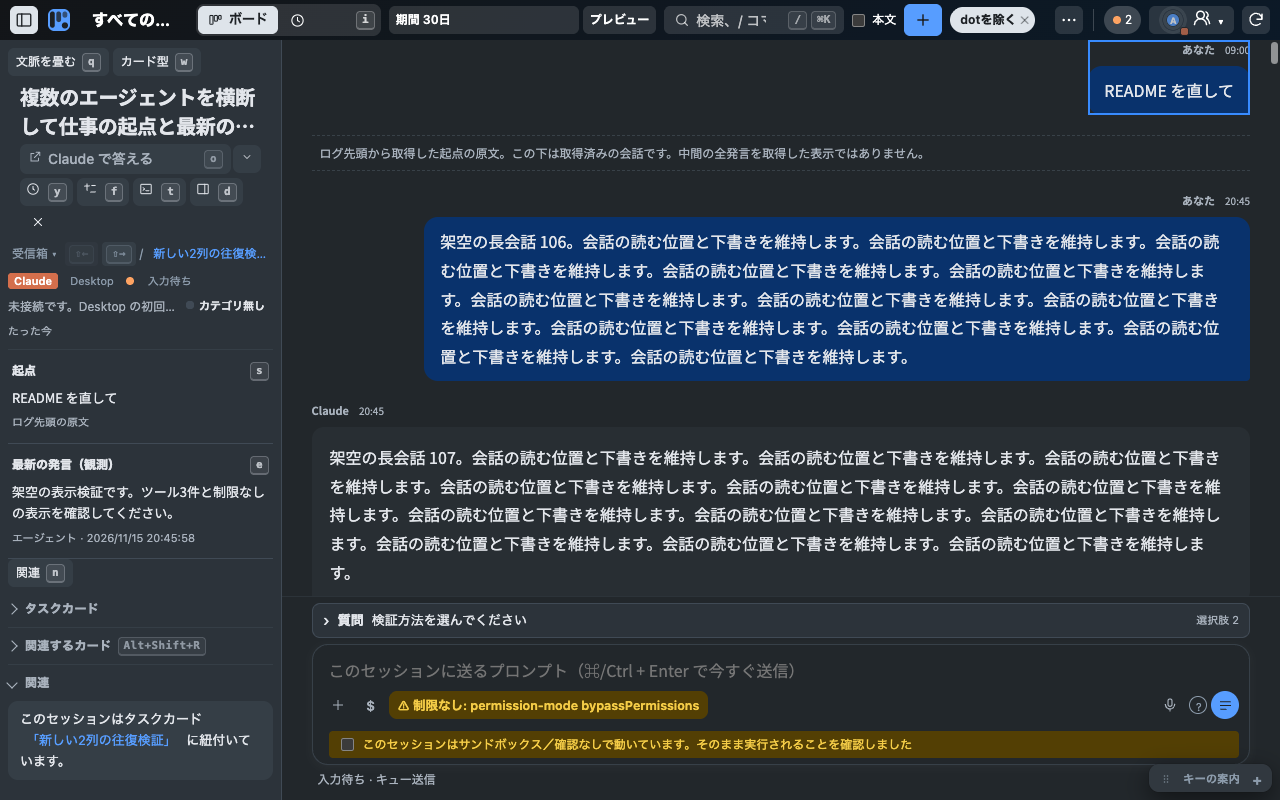 すべての…
ボード
i
期間 30日
プレビュー
検索、/ コマ
/
⌘K
本文
+
dotを除く ×
…
2
A
文脈を畳む q
カード型 w
複数のエージェントを横断
して仕事の起点と最新の…
Claude で答える o
y
f
t
d
×
受信箱
⇧←
⇧→
/ 新しい2列の往復検…
Claude Desktop 入力待ち
未接続です。Desktop の初回… カテゴリ無し
たった今
起点 s
README を直して
ログ先頭の原文
最新の発言（観測） e
架空の表示検証です。ツール3件と制限なし
の表示を確認してください。
エージェント · 2026/11/15 20:45:58
関連 n
タスクカード
関連するカード Alt+Shift+R
関連
このセッションはタスクカード
「新しい2列の往復検証」 に紐付いて
います。
あなた 09:00
README を直して
ログ先頭から取得した起点の原文。この下は取得済みの会話です。中間の全発言を取得した表示ではありません。
あなた 20:45
架空の長会話 106。会話の読む位置と下書きを維持します。会話の読む位置と下書きを維持します。会話の読
む位置と下書きを維持します。会話の読む位置と下書きを維持します。会話の読む位置と下書きを維持しま
す。会話の読む位置と下書きを維持します。会話の読む位置と下書きを維持します。会話の読む位置と下書き
を維持します。会話の読む位置と下書きを維持します。会話の読む位置と下書きを維持します。会話の読む位
置と下書きを維持します。会話の読む位置と下書きを維持します。
Claude 20:45
架空の長会話 107。会話の読む位置と下書きを維持します。会話の読む位置と下書きを維持します。会話の読む位置と下書き
を維持します。会話の読む位置と下書きを維持します。会話の読む位置と下書きを維持します。会話の読む位置と下書きを維
持します。会話の読む位置と下書きを維持します。会話の読む位置と下書きを維持します。会話の読む位置と下書きを維持し
ます。会話の読む位置と下書きを維持します。会話の読む位置と下書きを維持します。会話の読む位置と下書きを維持しま
す。
質問 検証方法を選んでください 選択肢 2
このセッションに送るプロンプト（⌘/Ctrl + Enter で今すぐ送信）
+ $ ⚠ 制限なし: permission-mode bypassPermissions ?
このセッションはサンドボックス／確認なしで動いています。そのまま実行されることを確認しました
入力待ち · キュー送信
キーの案内 +